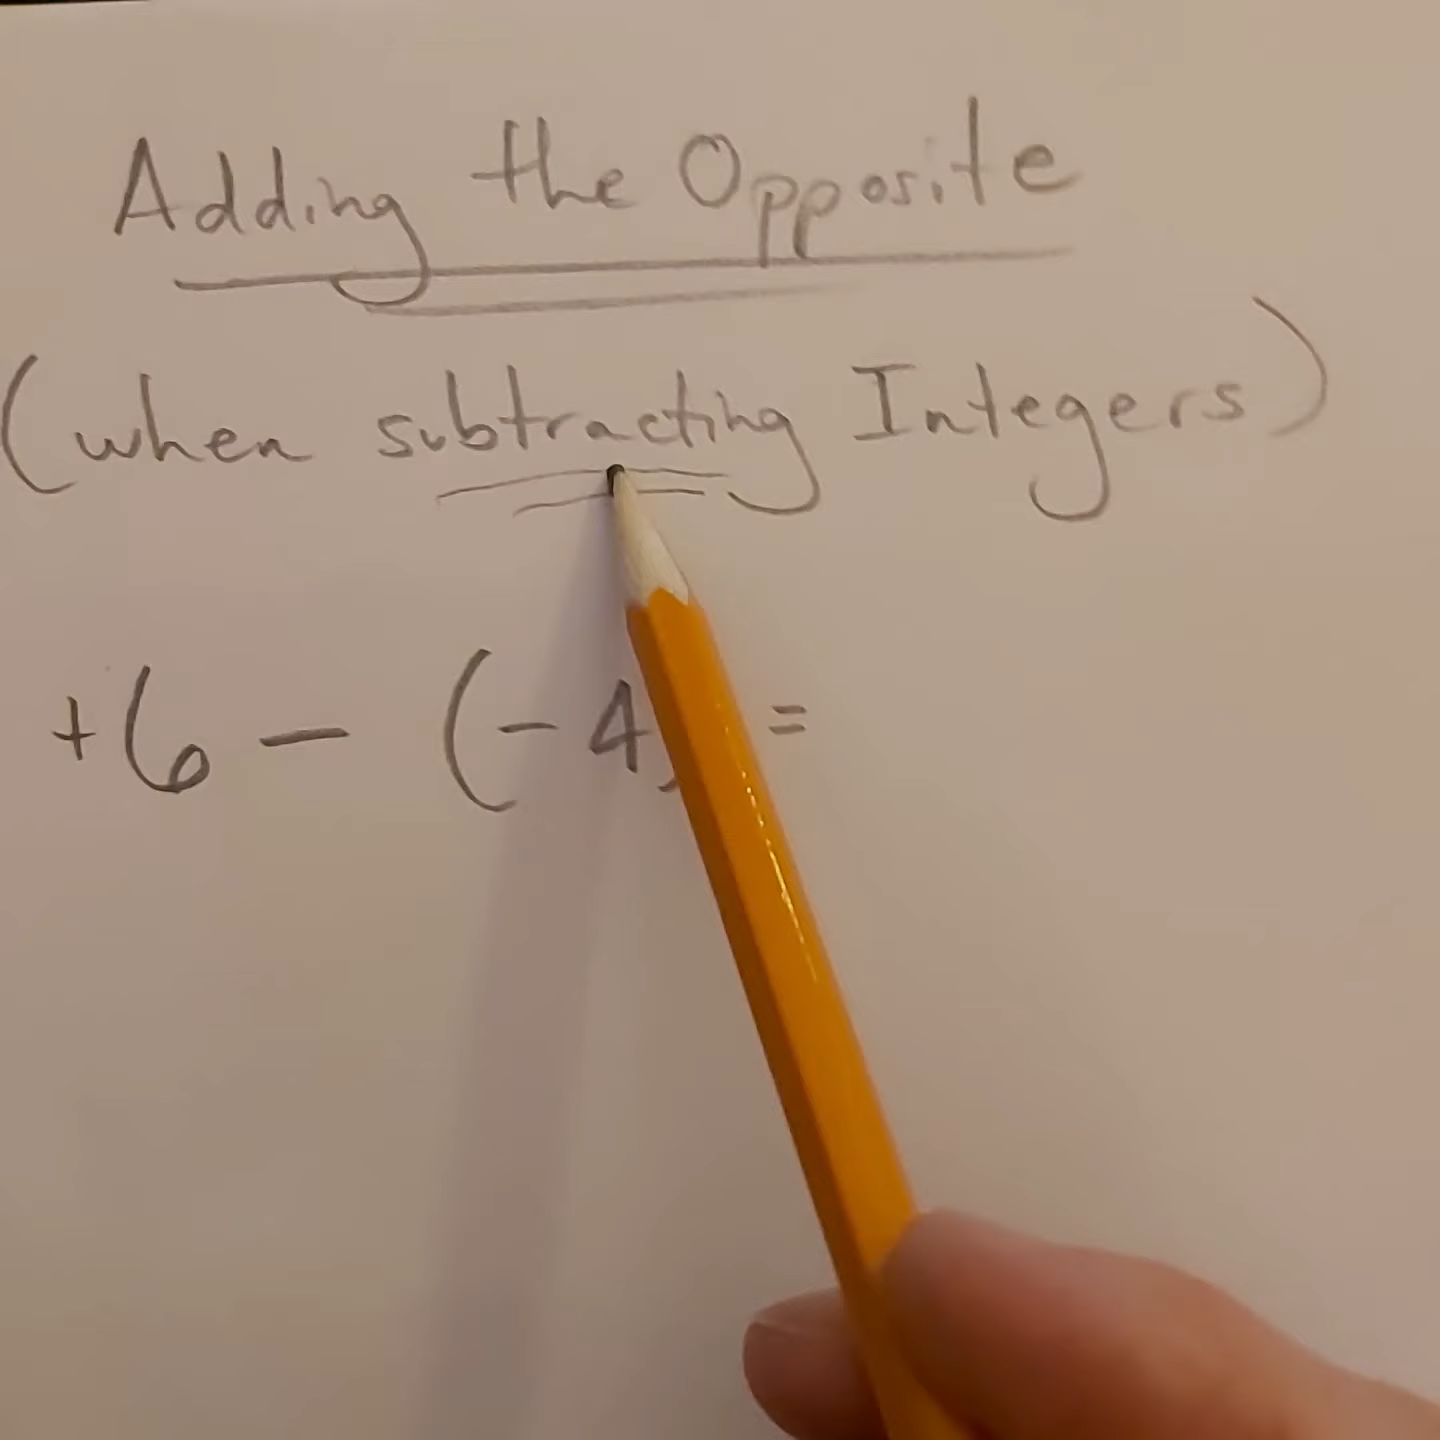 Adding the Opposite
(when subtracting Integers)
+6 - (-4) =